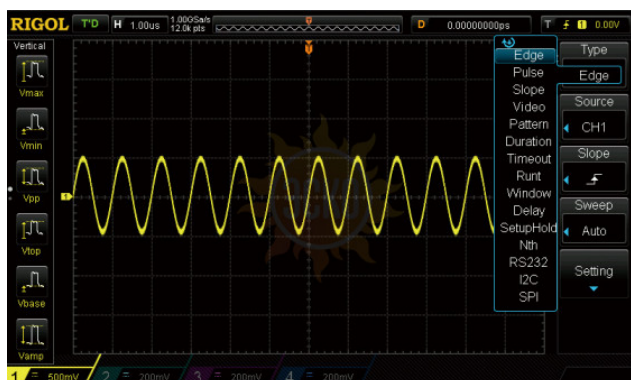 RIGOL T'D H 1.00us 1.00GSa/s 12.0k pts D 0.00000000ps T 1 0.00V
Vertical
Vmax
Vmin
Vpp
Vtop
Vbase
Vamp
1
Edge
Pulse
Slope
Video
Pattern
Duration
Timeout
Runt
Window
Delay
SetupHold
Nth
RS232
I2C
SPI
Type
Edge
Source
CH1
Slope
Sweep
Auto
Setting
1 = 500mV 2 = 200mV 3 = 200mV 4 = 200mV